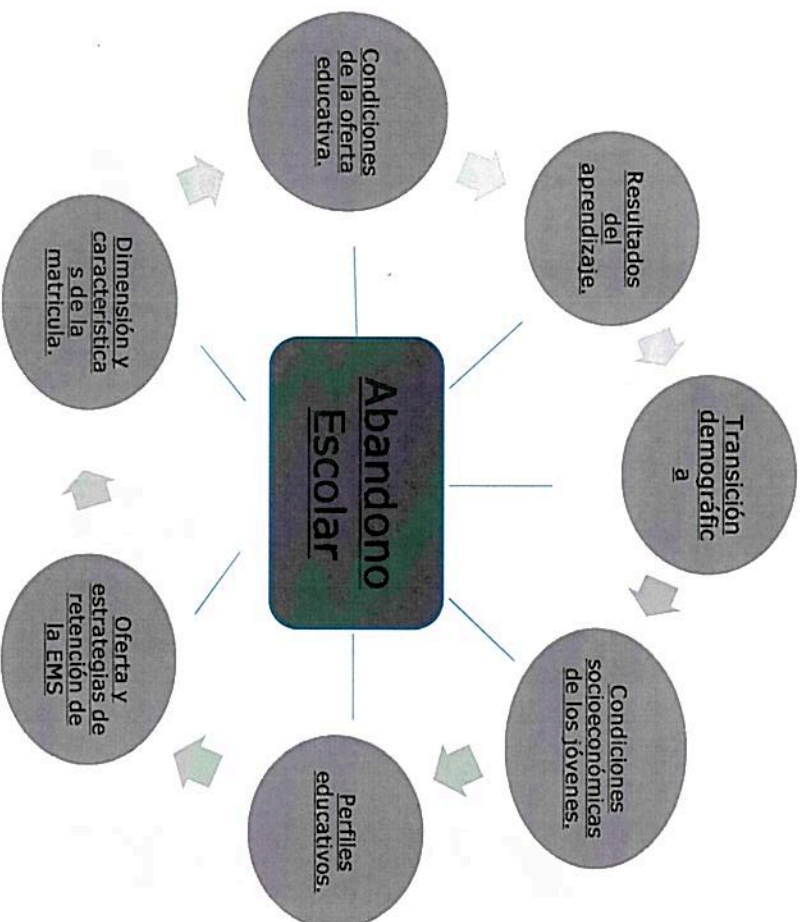 Transición
demográfic
a
Resultados
del
aprendizaje.
Condiciones
socioeconómicas
de los jóvenes.
Condiciones
de la oferta
educativa.
Abandono
Escolar
Perfiles
educativos.
Dimensión y
característica
s de la
matricula.
Oferta y
estrategias de
retención de
la EMS